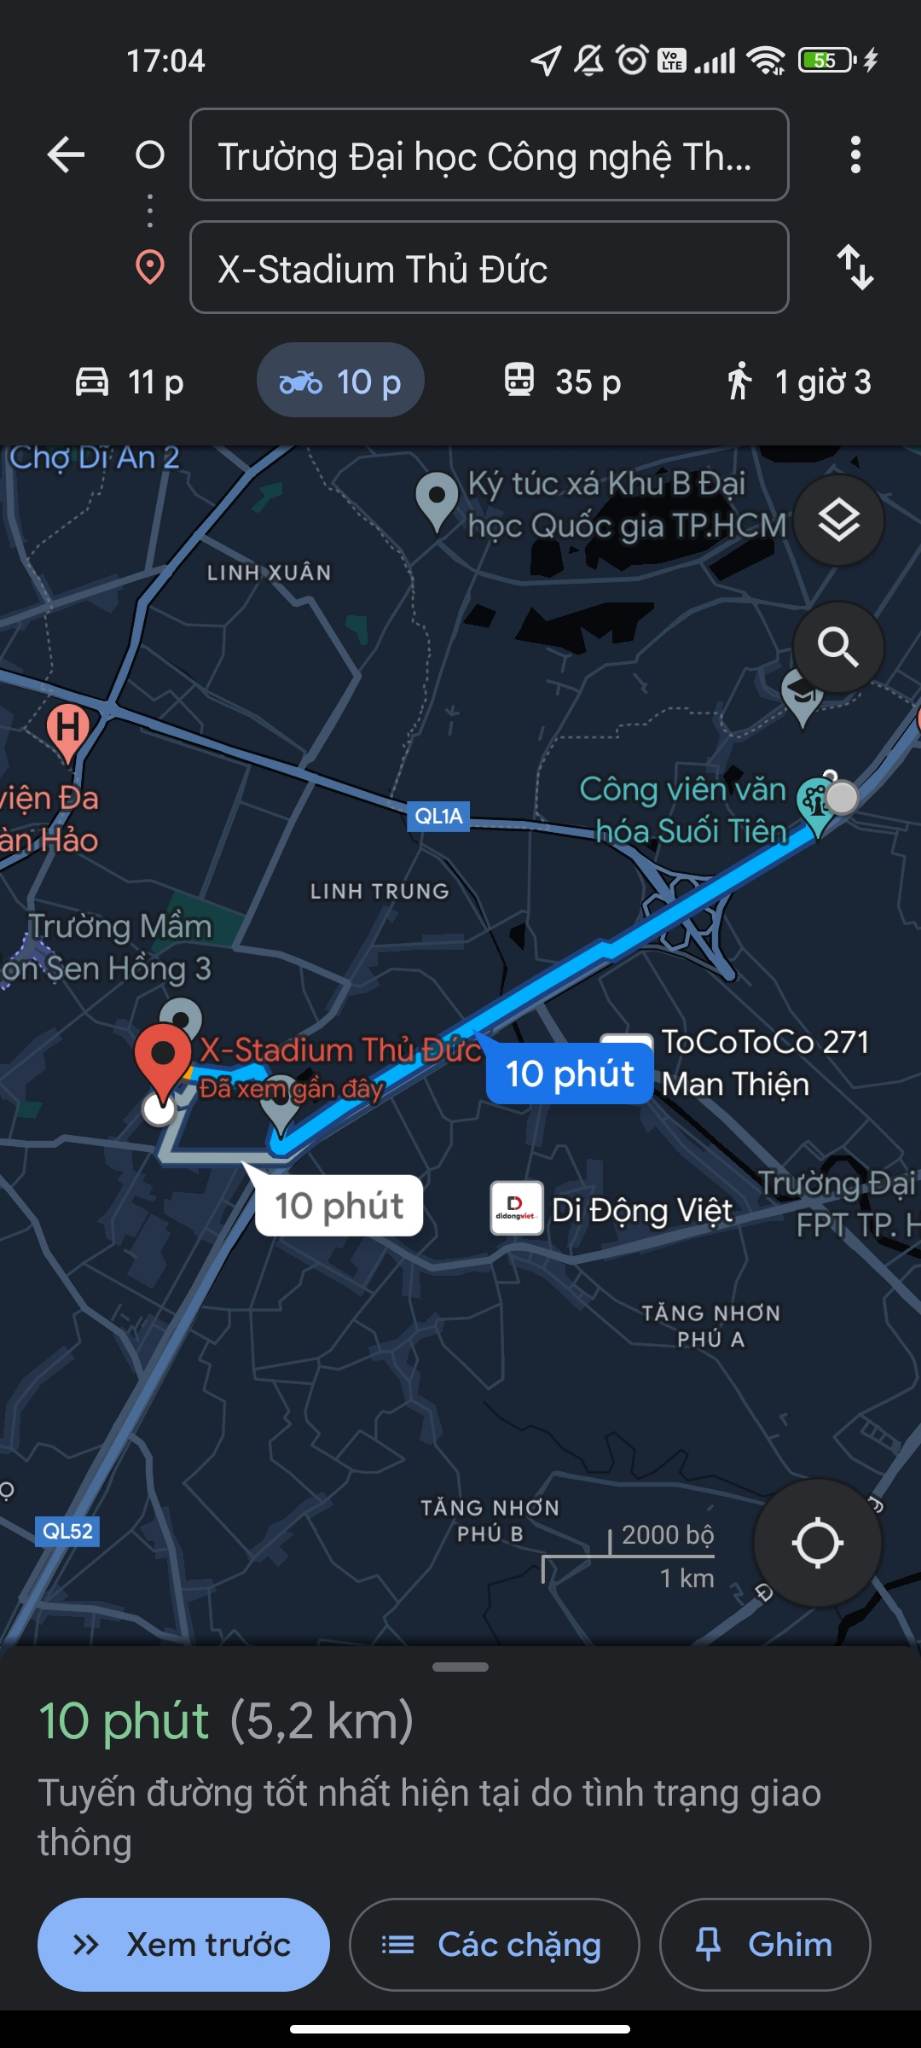 17:04
Vo
LTE
55
Trường Đại học Công nghệ Th...
X-Stadium Thủ Đức
11 p
10 p
35 p
1 giờ 3
Chợ Dĩ An 2
Ký túc xá Khu B Đại
học Quốc gia TP.HCM
LINH XUÂN
H
viện Đa
àn Hảo
QL1A
Công viên văn
hóa Suối Tiên
LINH TRUNG
Trường Mầm
on Sen Hồng 3
X-Stadium Thủ Đức
Đã xem gần đây
ToCoToCo 271
Man Thiện
10 phút
10 phút
D
didongviet
Di Động Việt
Trường Đại
FPT TP. H
TĂNG NHƠN
PHÚ A
TĂNG NHƠN
PHÚ B
QL52
2000 bộ
1 km
10 phút (5,2 km)
Tuyến đường tốt nhất hiện tại do tình trạng giao
thông
Xem trước
Các chặng
Ghim